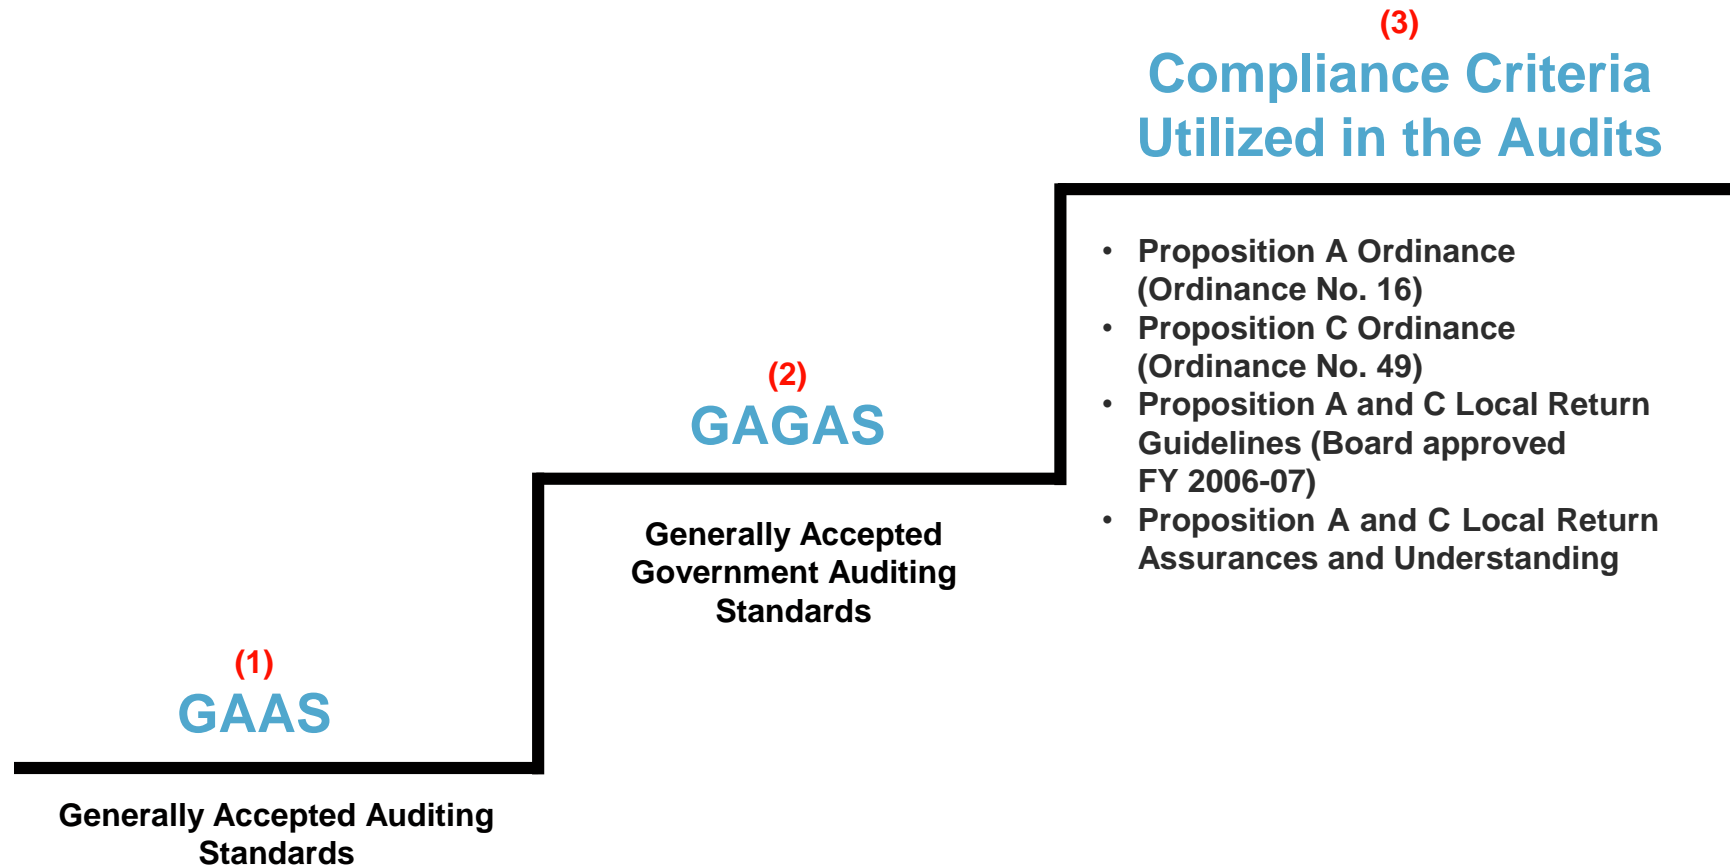 (1)
GAAS
Generally Accepted Auditing
Standards
(2)
GAGAS
Generally Accepted
Government Auditing
Standards
(3)
Compliance Criteria
Utilized in the Audits
• Proposition A Ordinance
(Ordinance No. 16)
• Proposition C Ordinance
(Ordinance No. 49)
• Proposition A and C Local Return
Guidelines (Board approved
FY 2006-07)
• Proposition A and C Local Return
Assurances and Understanding